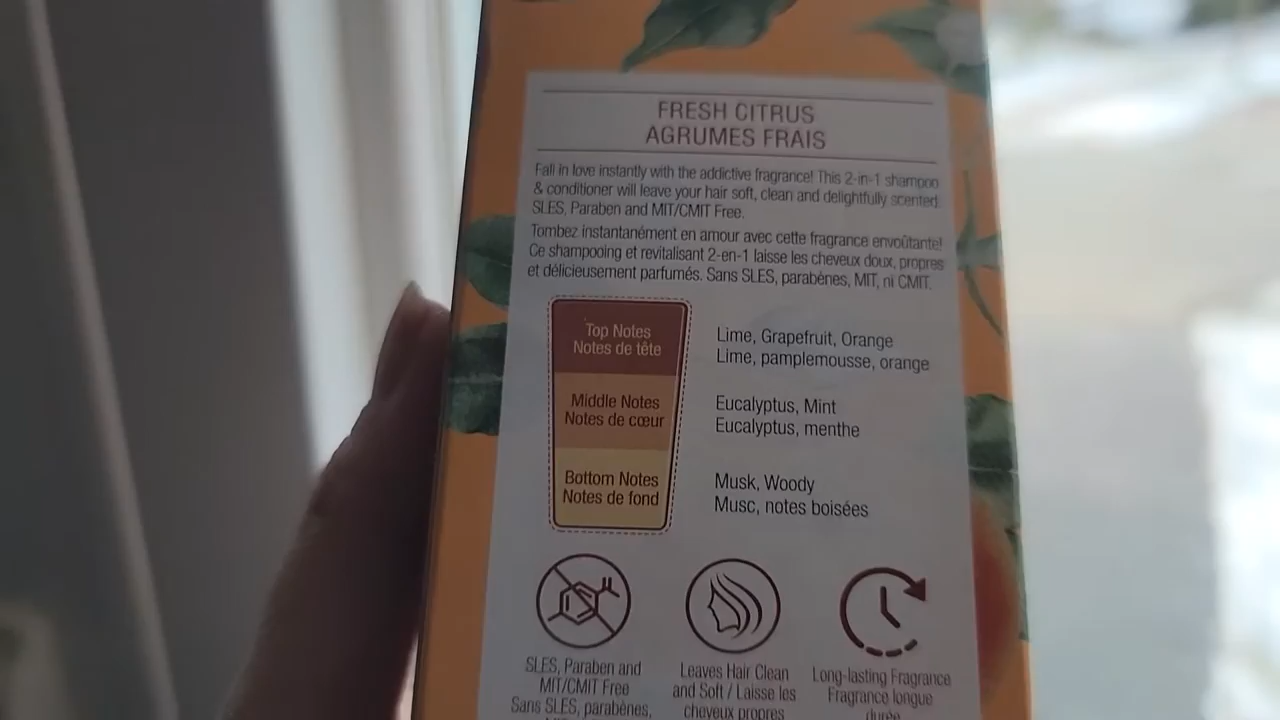 FRESH CITRUS
AGRUMES FRAIS
Fall in love instantly with the addictive fragrance! This 2-in-1 shampoo
& conditioner will leave your hair soft, clean and delightfully scented.
SLES, Paraben and MIT/CMIT Free.
Tombez instantanément en amour avec cette fragrance envoûtante!
Ce shampooing et revitalisant 2-en-1 laisse les cheveux doux, propres
et délicieusement parfumés. Sans SLES, parabènes, MIT, ni CMIT.
Top Notes
Notes de tête
Lime, Grapefruit, Orange
Lime, pamplemousse, orange
Middle Notes
Notes de cœur
Eucalyptus, Mint
Eucalyptus, menthe
Bottom Notes
Notes de fond
Musk, Woody
Musc, notes boisées
SLES, Paraben and
MIT/CMIT Free
Sans SLES, parabènes,
Leaves Hair Clean
and Soft / Laisse les
cheveux propres
Long-lasting Fragrance
Fragrance longue
durée